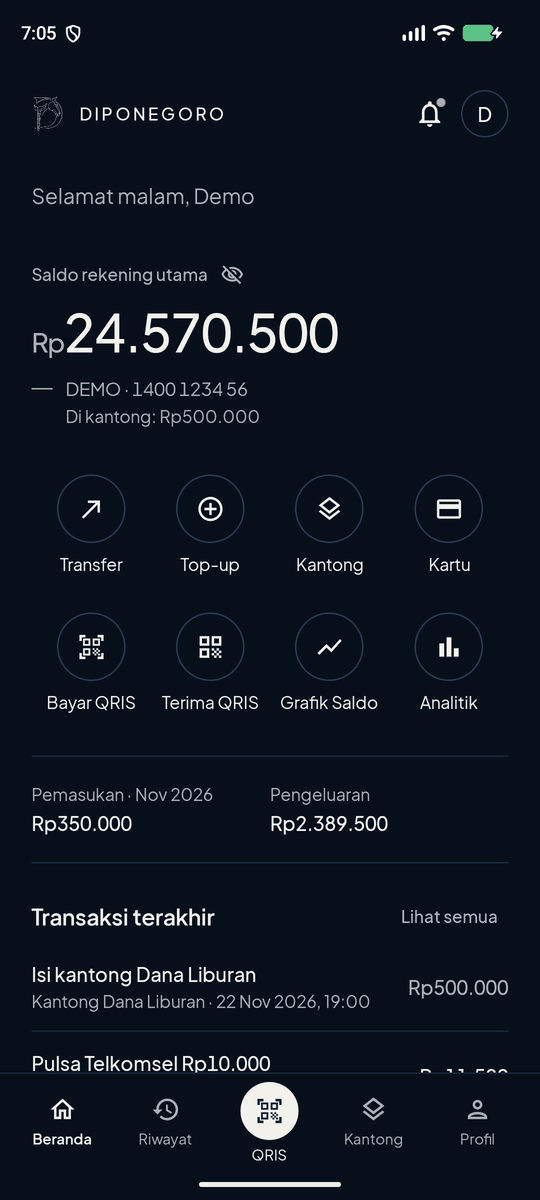 7:05
DIPONEGORO
D
Selamat malam, Demo
Saldo rekening utama
Rp24.570.500
— DEMO · 1400 1234 56
Di kantong: Rp500.000
Transfer Top-up Kantong Kartu
Bayar QRIS Terima QRIS Grafik Saldo Analitik
Pemasukan · Nov 2026 Pengeluaran
Rp350.000 Rp2.389.500
Transaksi terakhir Lihat semua
Isi kantong Dana Liburan
Rp500.000
Kantong Dana Liburan · 22 Nov 2026, 19:00
Pulsa Telkomsel Rp10.000
Beranda Riwayat QRIS Kantong Profil